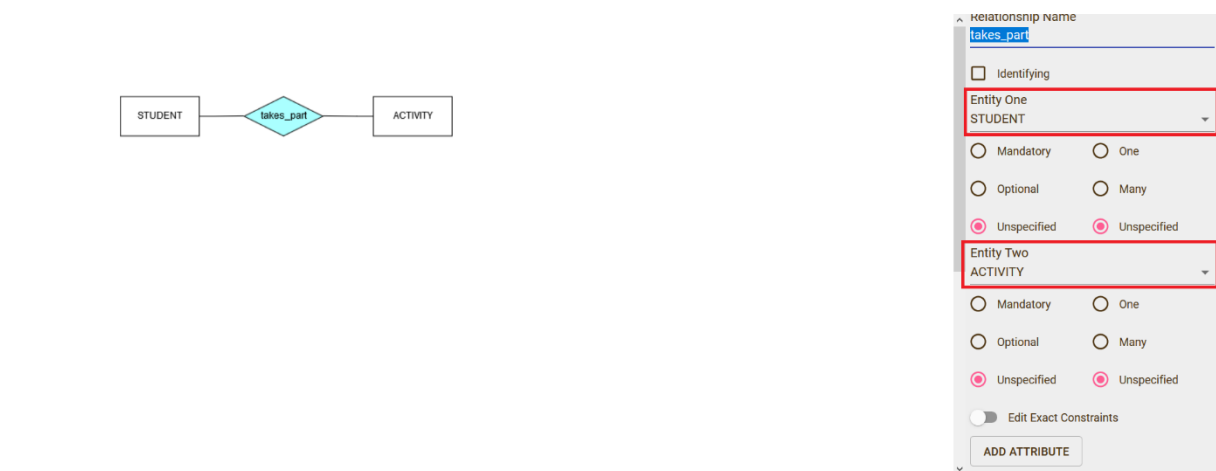 STUDENT
takes_part
ACTIVITY
Relationship Name
takes_part
Identifying
Entity One
STUDENT
Mandatory One
Optional Many
Unspecified Unspecified
Entity Two
ACTIVITY
Mandatory One
Optional Many
Unspecified Unspecified
Edit Exact Constraints
ADD ATTRIBUTE